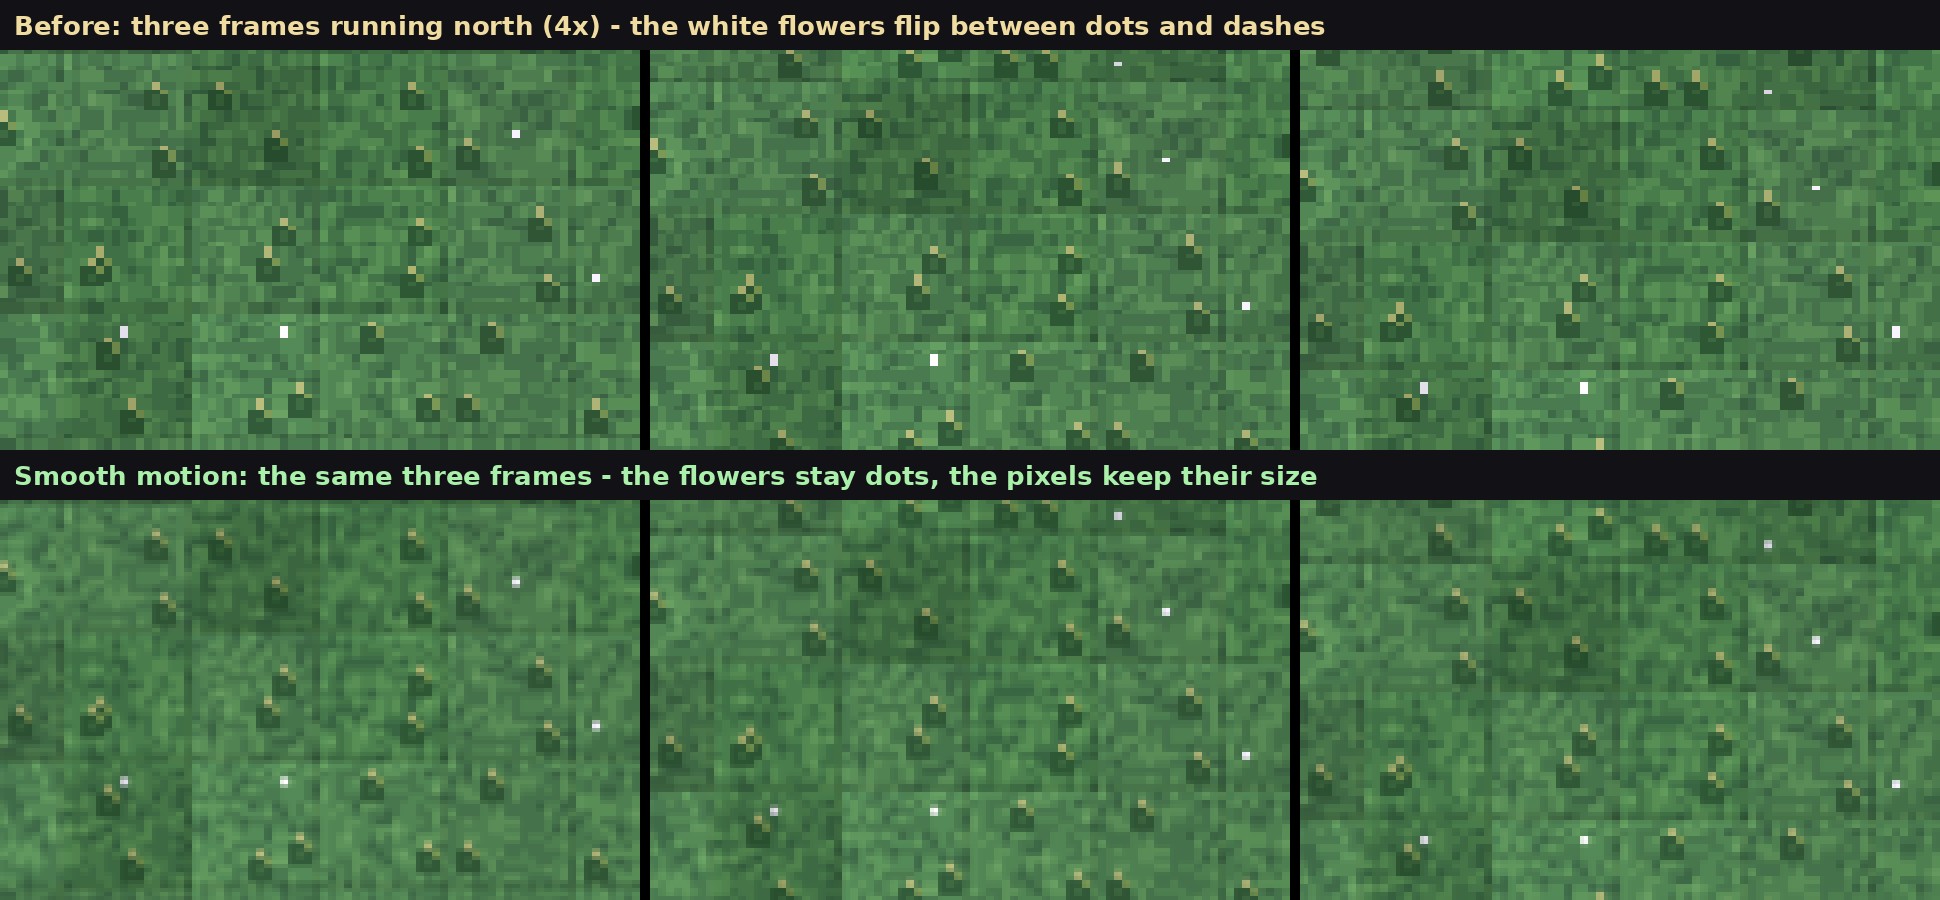 Before: three frames running north (4x) - the white flowers flip between dots and dashes
Smooth motion: the same three frames - the flowers stay dots, the pixels keep their size